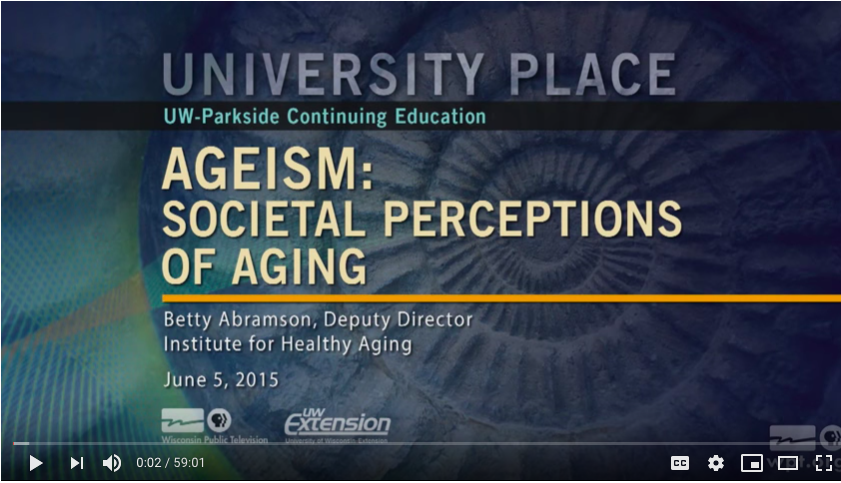 UNIVERSITY PLACE
UW-Parkside Continuing Education
AGEISM:
SOCIETAL PERCEPTIONS
OF AGING
Betty Abramson, Deputy Director
Institute for Healthy Aging
June 5, 2015
UW
Extension
Wisconsin Public Television
University of Wisconsin-Extension
0:02 / 59:01
CC